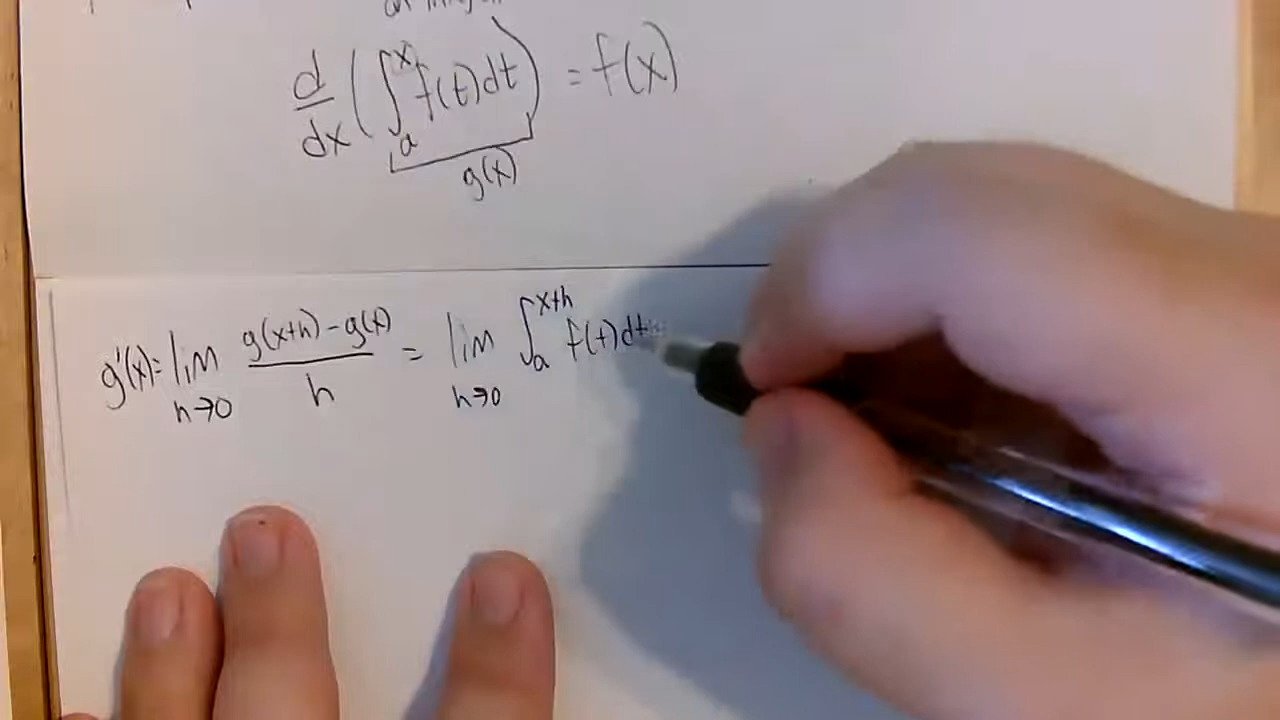 d/dx (∫_a^x f(t)dt) = f(x)
g(x)
g'(x) = lim_{h→0} (g(x+h) - g(x))/h = lim_{h→0} ∫_a^{x+h} f(t)dt